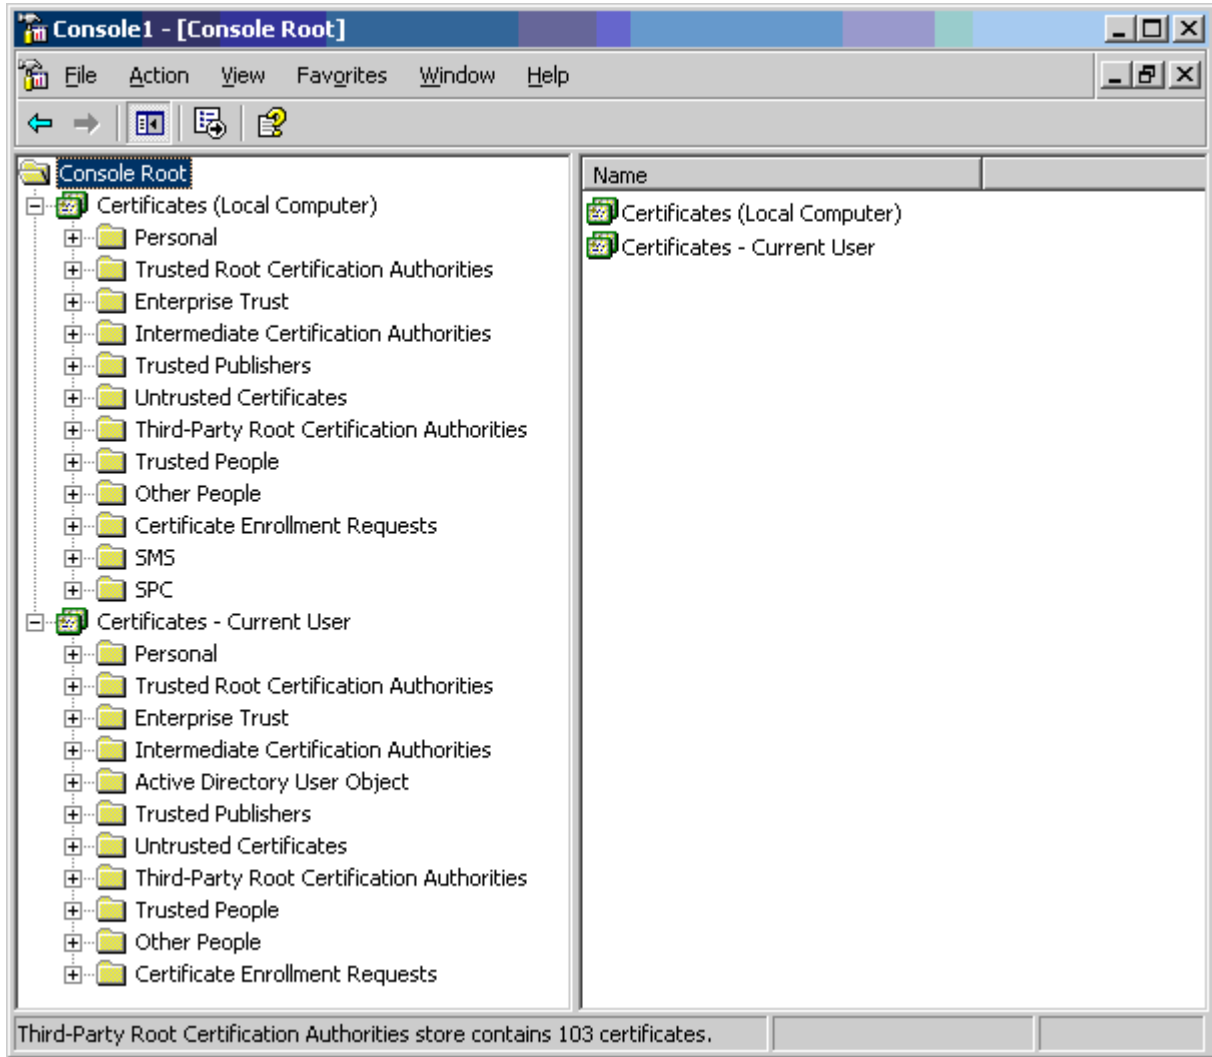 Console1 - [Console Root]
File Action View Favorites Window Help
Console Root
Certificates (Local Computer)
Personal
Trusted Root Certification Authorities
Enterprise Trust
Intermediate Certification Authorities
Trusted Publishers
Untrusted Certificates
Third-Party Root Certification Authorities
Trusted People
Other People
Certificate Enrollment Requests
SMS
SPC
Certificates - Current User
Personal
Trusted Root Certification Authorities
Enterprise Trust
Intermediate Certification Authorities
Active Directory User Object
Trusted Publishers
Untrusted Certificates
Third-Party Root Certification Authorities
Trusted People
Other People
Certificate Enrollment Requests
Name
Certificates (Local Computer)
Certificates - Current User
Third-Party Root Certification Authorities store contains 103 certificates.